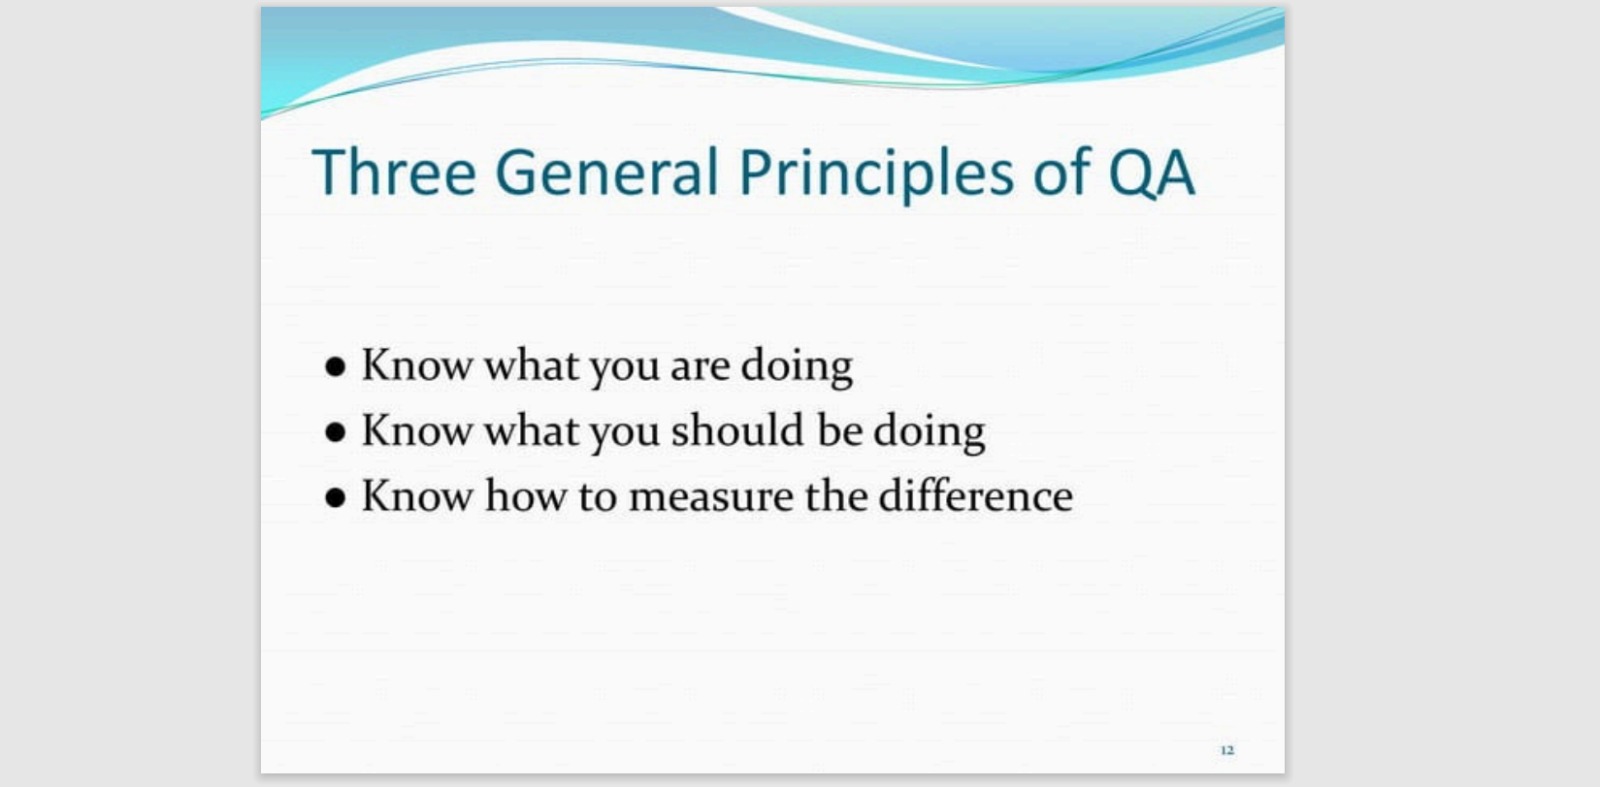 Three General Principles of QA
● Know what you are doing
● Know what you should be doing
● Know how to measure the difference
12